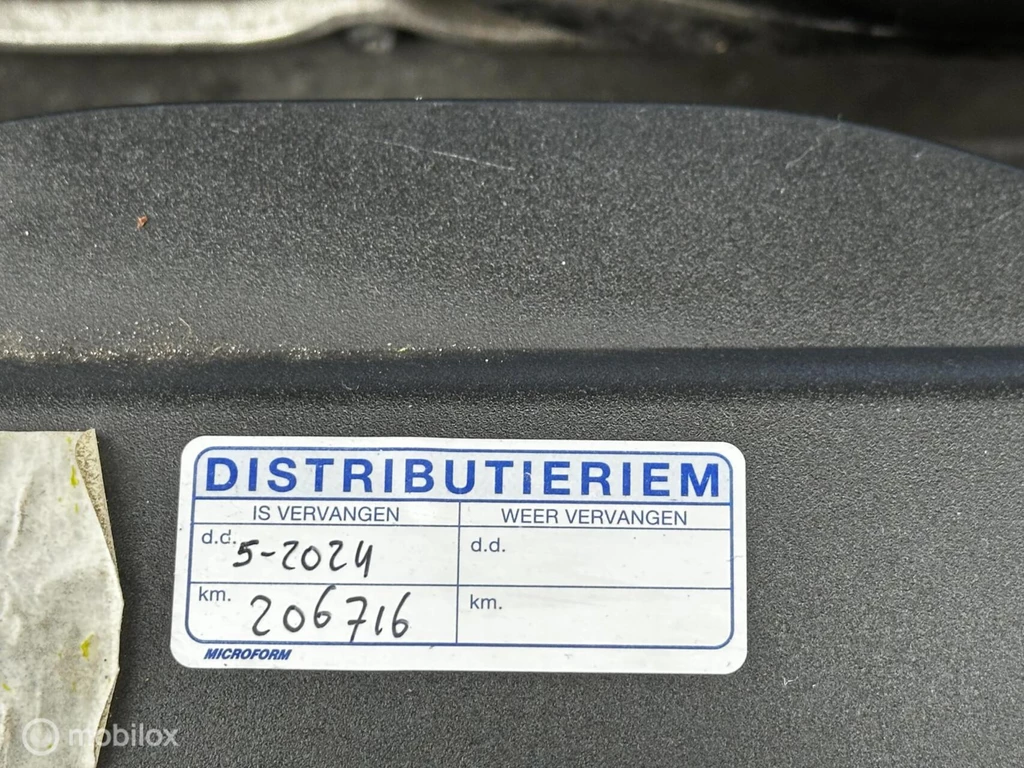 DISTRIBUTIERIEM
IS VERVANGEN WEER VERVANGEN
d.d. 5-2024 d.d.
km. 206716 km.
MICROFORM
mobilox